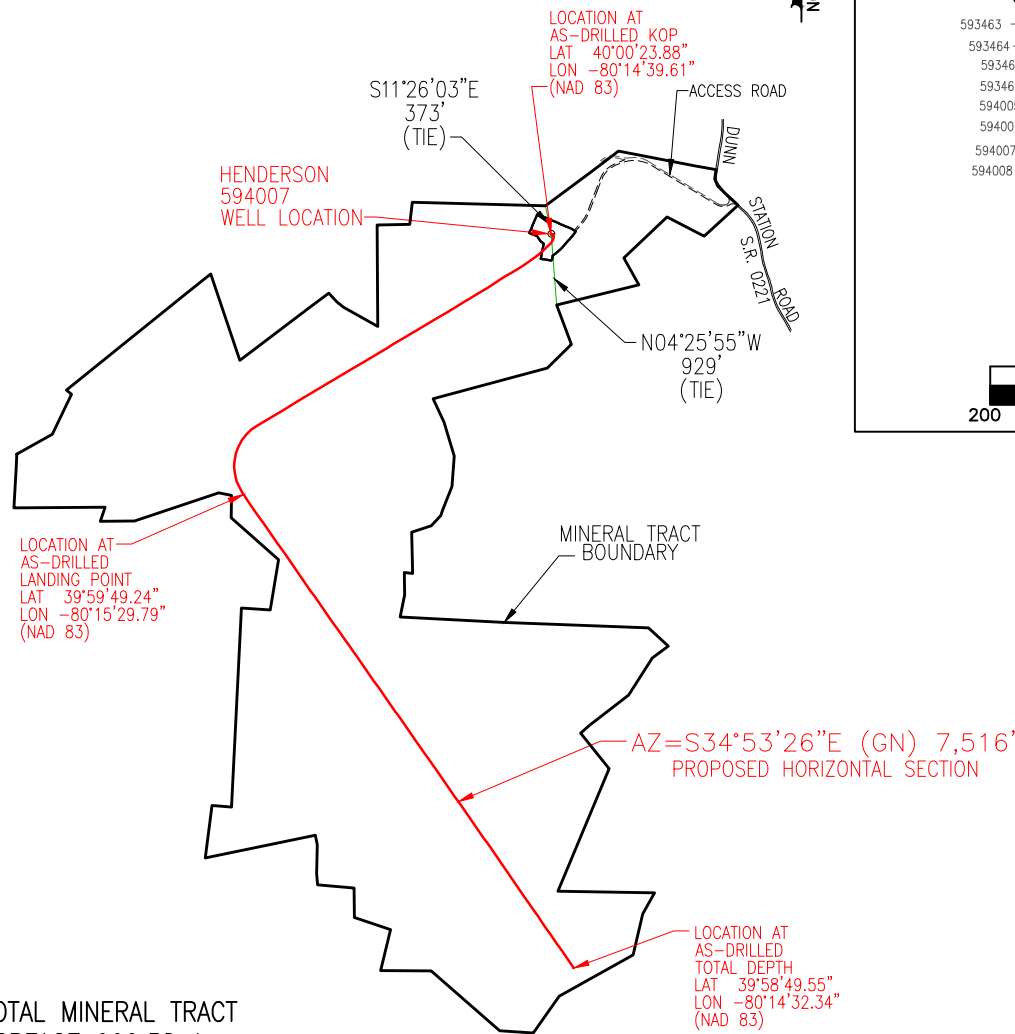 LOCATION AT
AS-DRILLED KOP
LAT 40°00'23.88"
LON -80°14'39.61"
(NAD 83)
N
S11°26'03"E
373'
(TIE)
ACCESS ROAD
DUNN
STATION
ROAD
S.R. 0221
HENDERSON
594007
WELL LOCATION
N04°25'55"W
929'
(TIE)
593463
593464
59346
59346
59400
59400
594007
594008
200
LOCATION AT
AS-DRILLED
LANDING POINT
LAT 39°59'49.24"
LON -80°15'29.79"
(NAD 83)
MINERAL TRACT
BOUNDARY
AZ=S34°53'26"E (GN) 7,516'
PROPOSED HORIZONTAL SECTION
LOCATION AT
AS-DRILLED
TOTAL DEPTH
LAT 39°58'49.55"
LON -80°14'32.34"
(NAD 83)
OTAL MINERAL TRACT